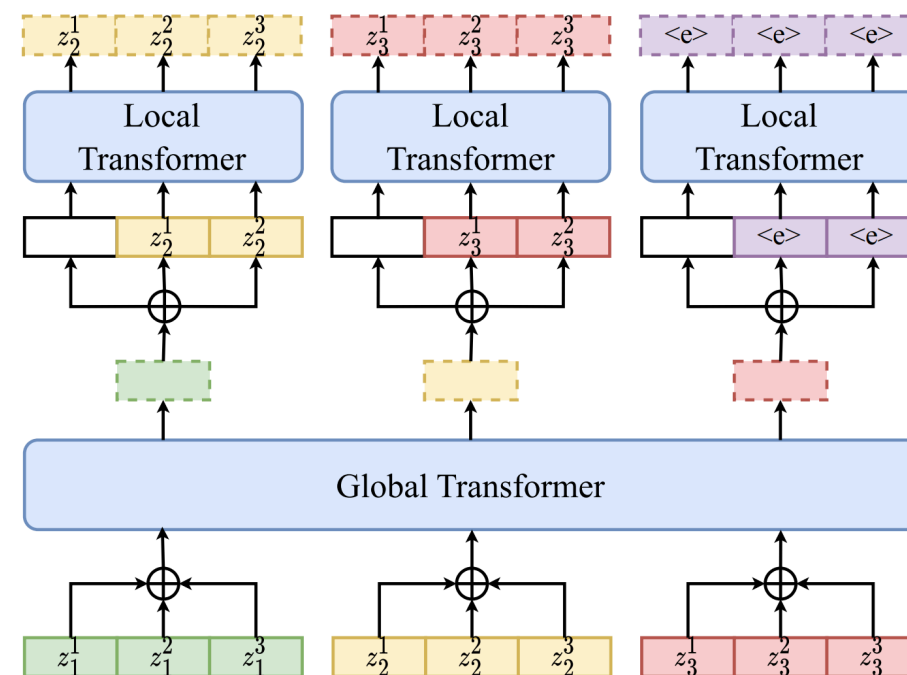 z_2^1 z_2^2 z_2^3 z_3^1 z_3^2 z_3^3 <e> <e> <e>
Local Transformer
Local Transformer
Local Transformer
z_2^1 z_2^2 z_3^1 z_3^2 <e> <e>
Global Transformer
z_1^1 z_1^2 z_1^3 z_2^1 z_2^2 z_2^3 z_3^1 z_3^2 z_3^3